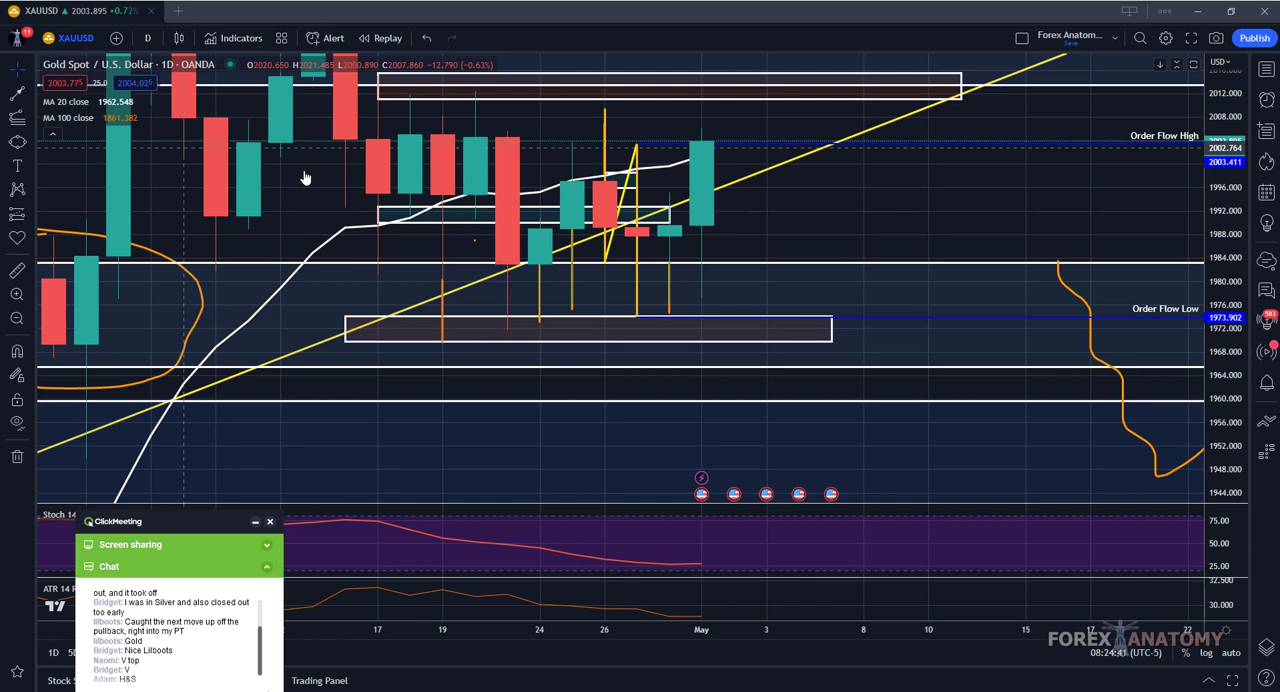 XAUUSD ▲ 2003.895 +0.72%
11
XAUUSD
D
Indicators
Alert
Replay
Forex Anatom...
Save
Publish
Gold Spot / U.S. Dollar · 1D · OANDA
O2020.650 H2021.485 L2000.890 C2007.860 −12.790 (−0.63%)
2003.775 25.0 2004.025
MA 20 close 1962.548
MA 100 close 1861.382
USD
2012.000
Order Flow High
2002.764
2003.411
1996.000
1992.000
1988.000
1984.000
1980.000
1976.000
Order Flow Low
1973.902
1972.000
1968.000
1964.000
1960.000
1956.000
1952.000
1948.000
1944.000
583
Stoch 14
75.00
50.00
25.00
ATR 14 R
32.500
30.000
ClickMeeting
Screen sharing
Chat
out, and it took off
Bridget: I was in Silver and also closed out
too early
lilboots: Caught the next move up off the
pullback, right into my PT
lilboots: Gold
Bridget: Nice Lilboots
Naomi: V top
Bridget: V
Adam: H&S
17 19 24 26 May 3 8 10 15 17 22
FOREX ANATOMY
1D
08:24:41 (UTC-5)
% log auto
Trading Panel